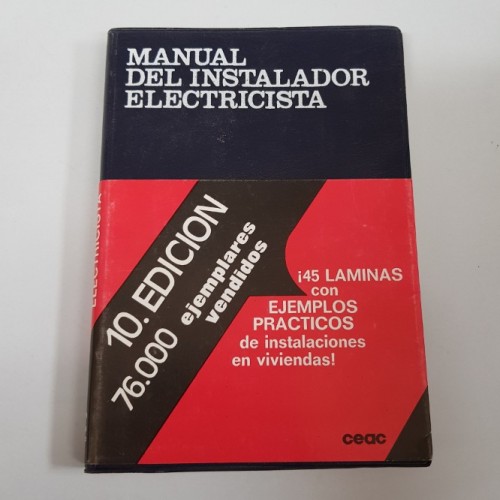 MANUAL
DEL INSTALADOR
ELECTRICISTA
ELECTRICISTA
10. EDICION
76.000 ejemplares
vendidos
¡45 LAMINAS
con
EJEMPLOS
PRACTICOS
de instalaciones
en viviendas!
ceac